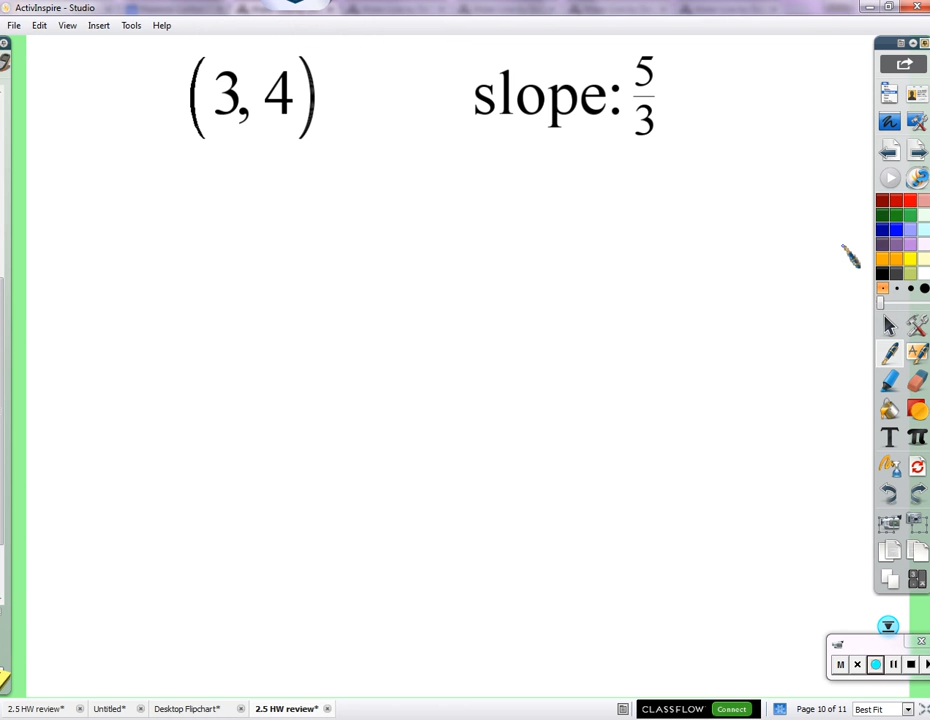 ActivInspire - Studio
File Edit View Insert Tools Help
(3, 4) slope: 5/3
M
2.5 HW review* Untitled* Desktop Flipchart* 2.5 HW review* CLASSFLOW Connect Page 10 of 11 Best Fit